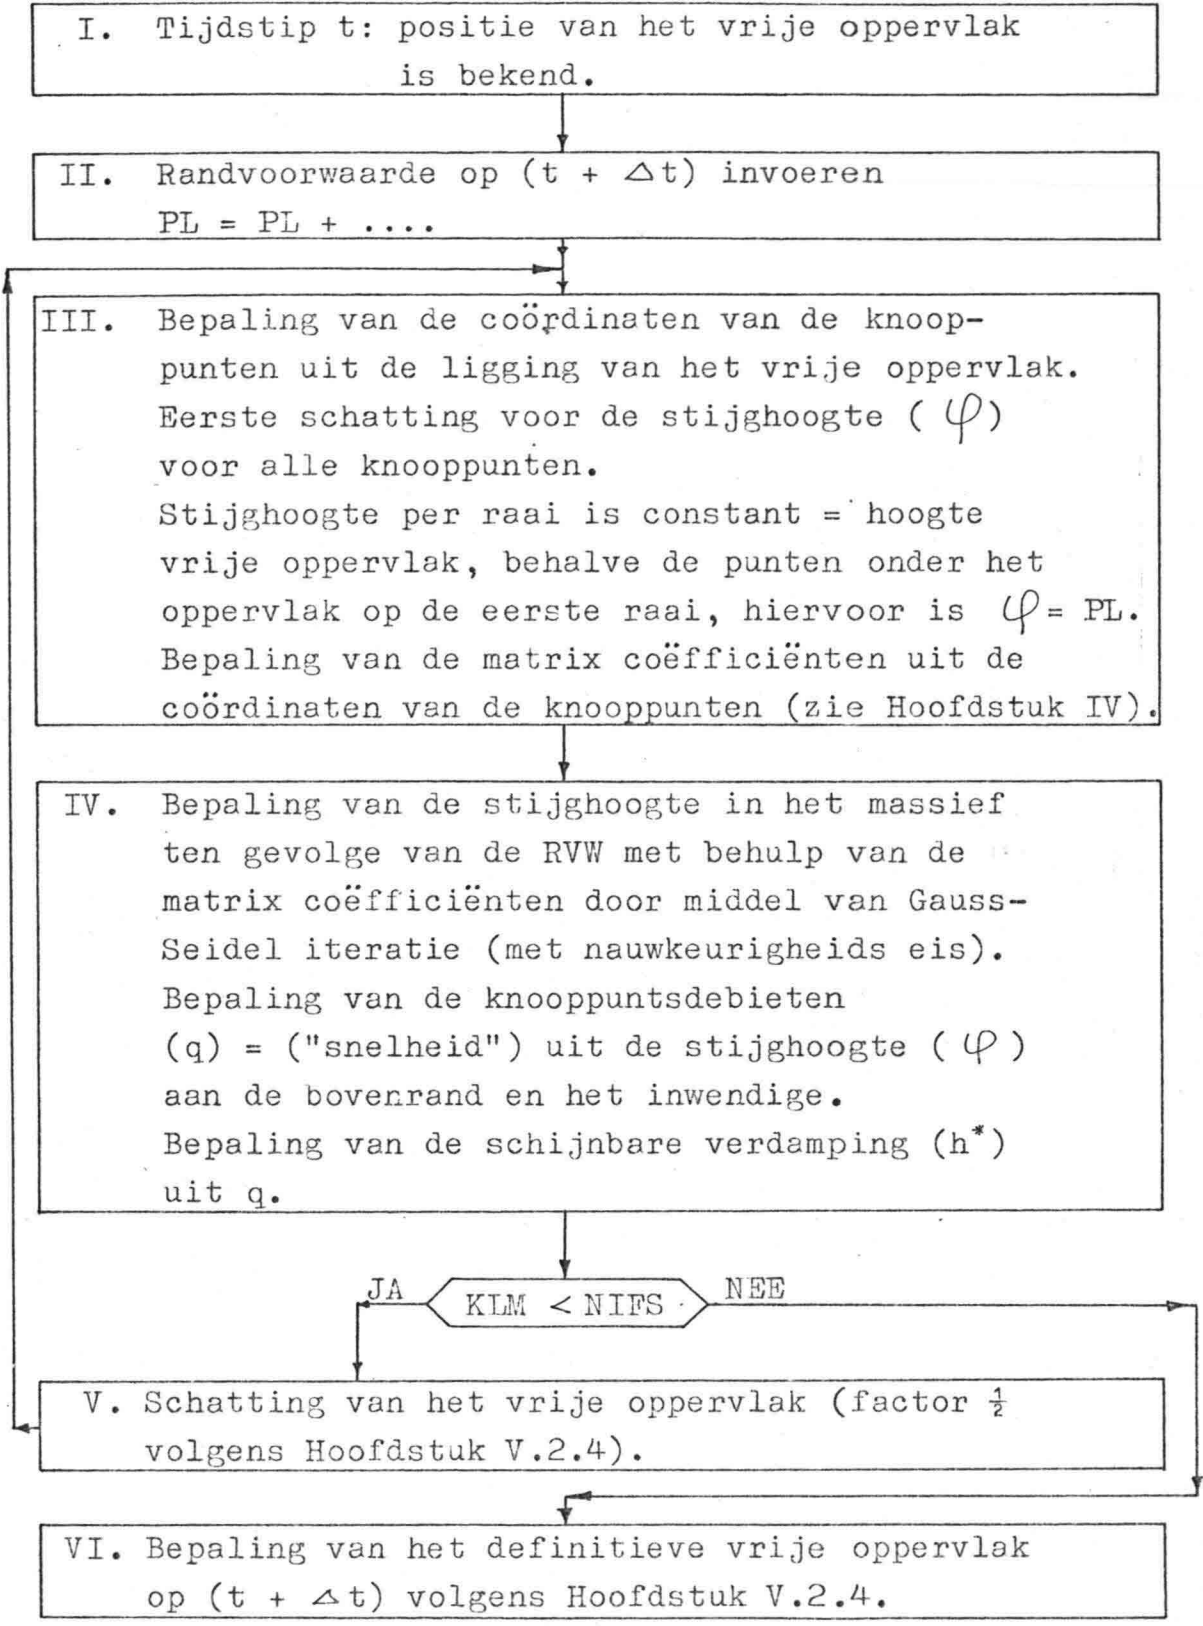 I. Tijdstip t: positie van het vrije oppervlak
is bekend.
II. Randvoorwaarde op (t + Δt) invoeren
PL = PL + ....
III. Bepaling van de coördinaten van de knoop-
punten uit de ligging van het vrije oppervlak.
Eerste schatting voor de stijghoogte (φ)
voor alle knooppunten.
Stijghoogte per raai is constant = hoogte
vrije oppervlak, behalve de punten onder het
oppervlak op de eerste raai, hiervoor is φ = PL.
Bepaling van de matrix coëfficiënten uit de
coördinaten van de knooppunten (zie Hoofdstuk IV).
IV. Bepaling van de stijghoogte in het massief
ten gevolge van de RVW met behulp van de
matrix coëfficiënten door middel van Gauss-
Seidel iteratie (met nauwkeurigheids eis).
Bepaling van de knooppuntsdebieten
(q) = ("snelheid") uit de stijghoogte (φ)
aan de bovenrand en het inwendige.
Bepaling van de schijnbare verdamping (h*)
uit q.
JA KLM < NIFS NEE
V. Schatting van het vrije oppervlak (factor ½
volgens Hoofdstuk V.2.4).
VI. Bepaling van het definitieve vrije oppervlak
op (t + Δt) volgens Hoofdstuk V.2.4.